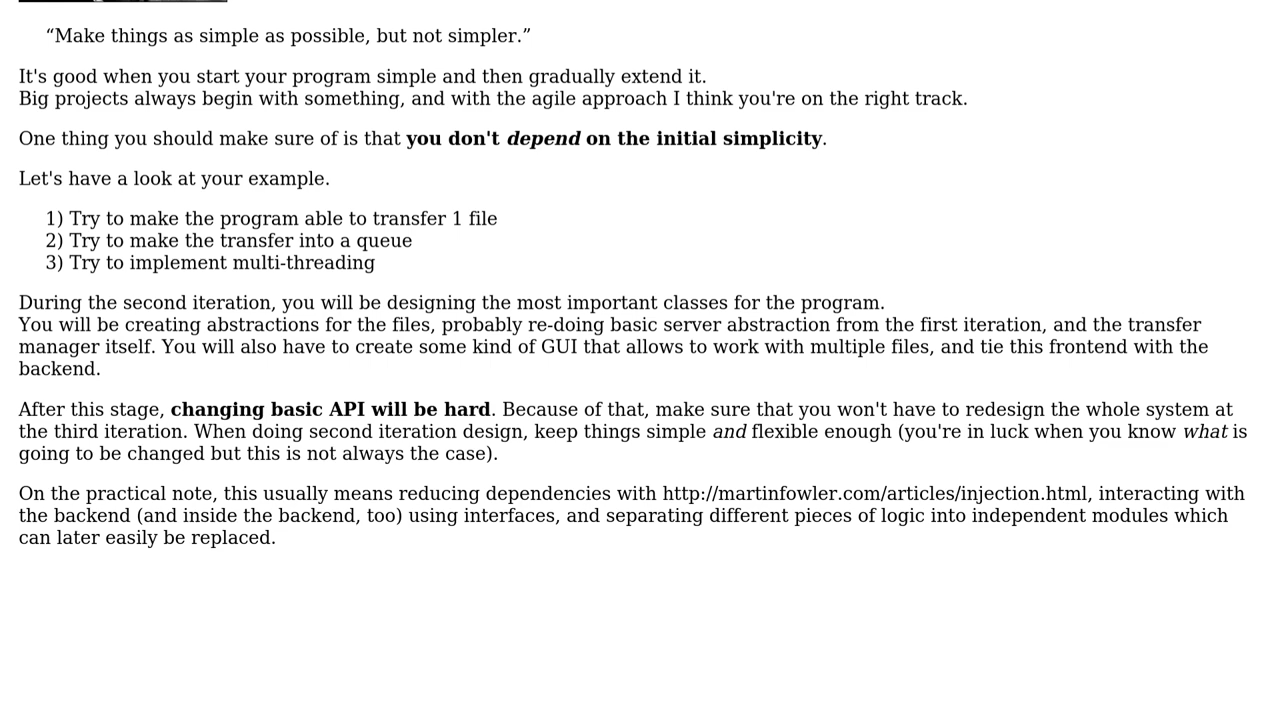 “Make things as simple as possible, but not simpler.”
It's good when you start your program simple and then gradually extend it.
Big projects always begin with something, and with the agile approach I think you're on the right track.
One thing you should make sure of is that you don't depend on the initial simplicity.
Let's have a look at your example.
1) Try to make the program able to transfer 1 file
2) Try to make the transfer into a queue
3) Try to implement multi-threading
During the second iteration, you will be designing the most important classes for the program.
You will be creating abstractions for the files, probably re-doing basic server abstraction from the first iteration, and the transfer
manager itself. You will also have to create some kind of GUI that allows to work with multiple files, and tie this frontend with the
backend.
After this stage, changing basic API will be hard. Because of that, make sure that you won't have to redesign the whole system at
the third iteration. When doing second iteration design, keep things simple and flexible enough (you're in luck when you know what is
going to be changed but this is not always the case).
On the practical note, this usually means reducing dependencies with http://martinfowler.com/articles/injection.html, interacting with
the backend (and inside the backend, too) using interfaces, and separating different pieces of logic into independent modules which
can later easily be replaced.